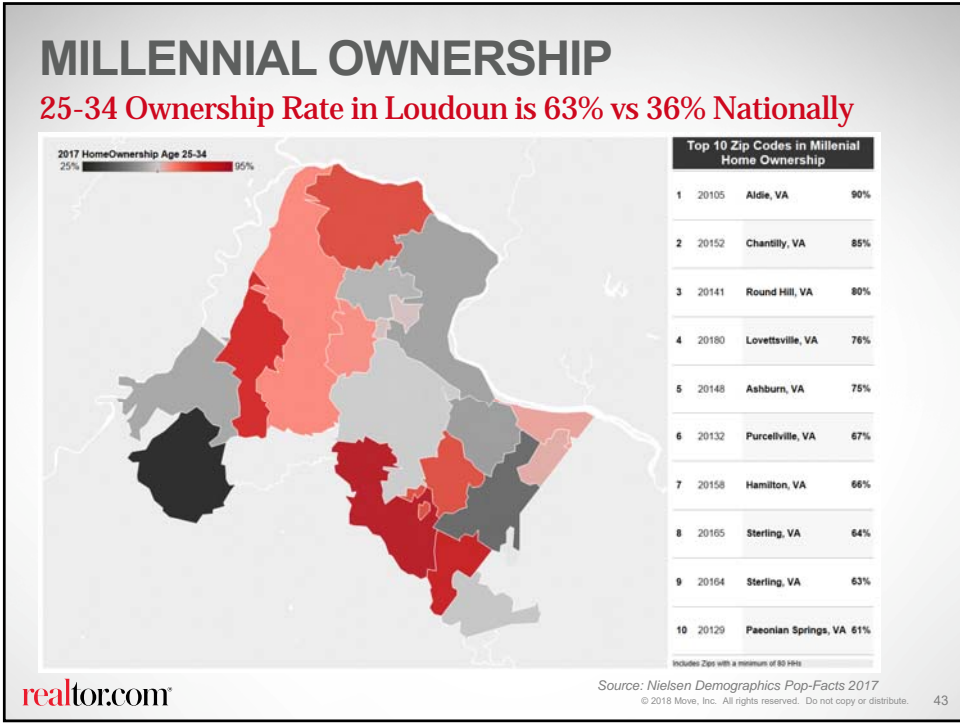 MILLENNIAL OWNERSHIP
25-34 Ownership Rate in Loudoun is 63% vs 36% Nationally
2017 HomeOwnership Age 25-34
25% 95%
Top 10 Zip Codes in Millenial
Home Ownership
1 20105 Aldie, VA 90%
2 20152 Chantilly, VA 85%
3 20141 Round Hill, VA 80%
4 20180 Lovettsville, VA 76%
5 20148 Ashburn, VA 75%
6 20132 Purcellville, VA 67%
7 20158 Hamilton, VA 66%
8 20165 Sterling, VA 64%
9 20164 Sterling, VA 63%
10 20129 Paeonian Springs, VA 61%
Includes Zips with a minimum of 80 HHs
realtor.com®
Source: Nielsen Demographics Pop-Facts 2017
© 2018 Move, Inc. All rights reserved. Do not copy or distribute. 43